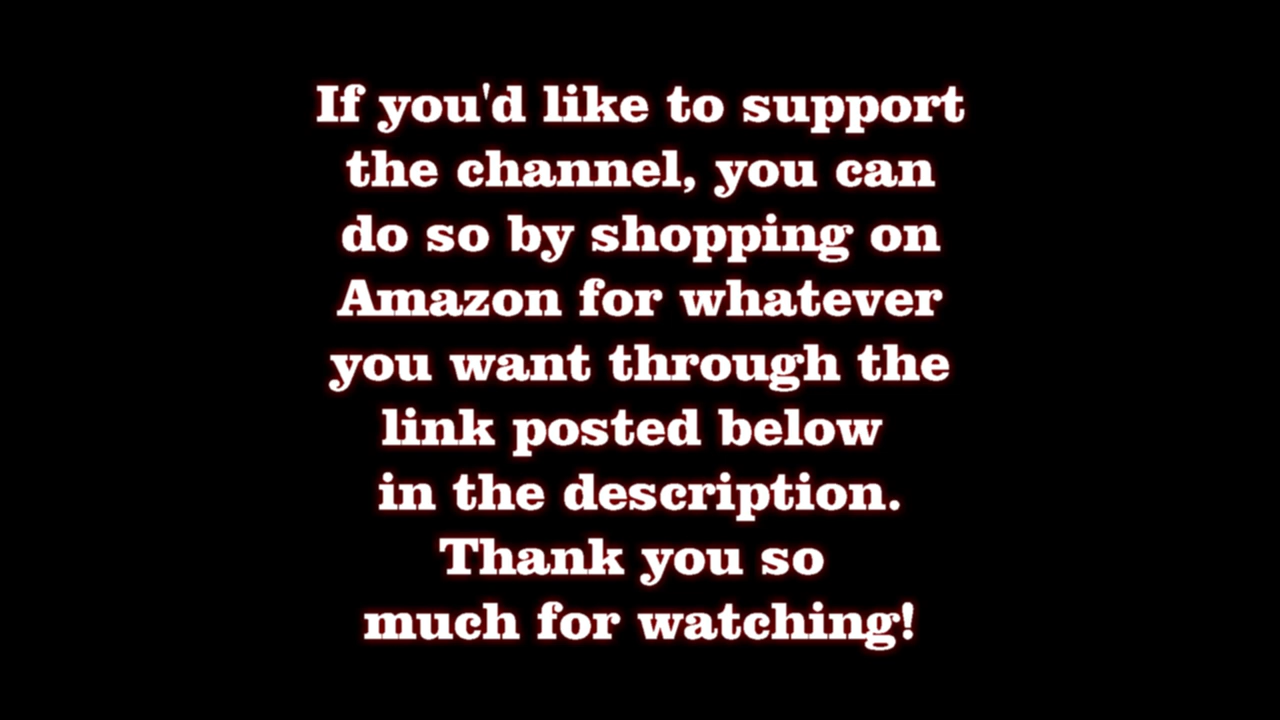 If you'd like to support
the channel, you can
do so by shopping on
Amazon for whatever
you want through the
link posted below
in the description.
Thank you so
much for watching!